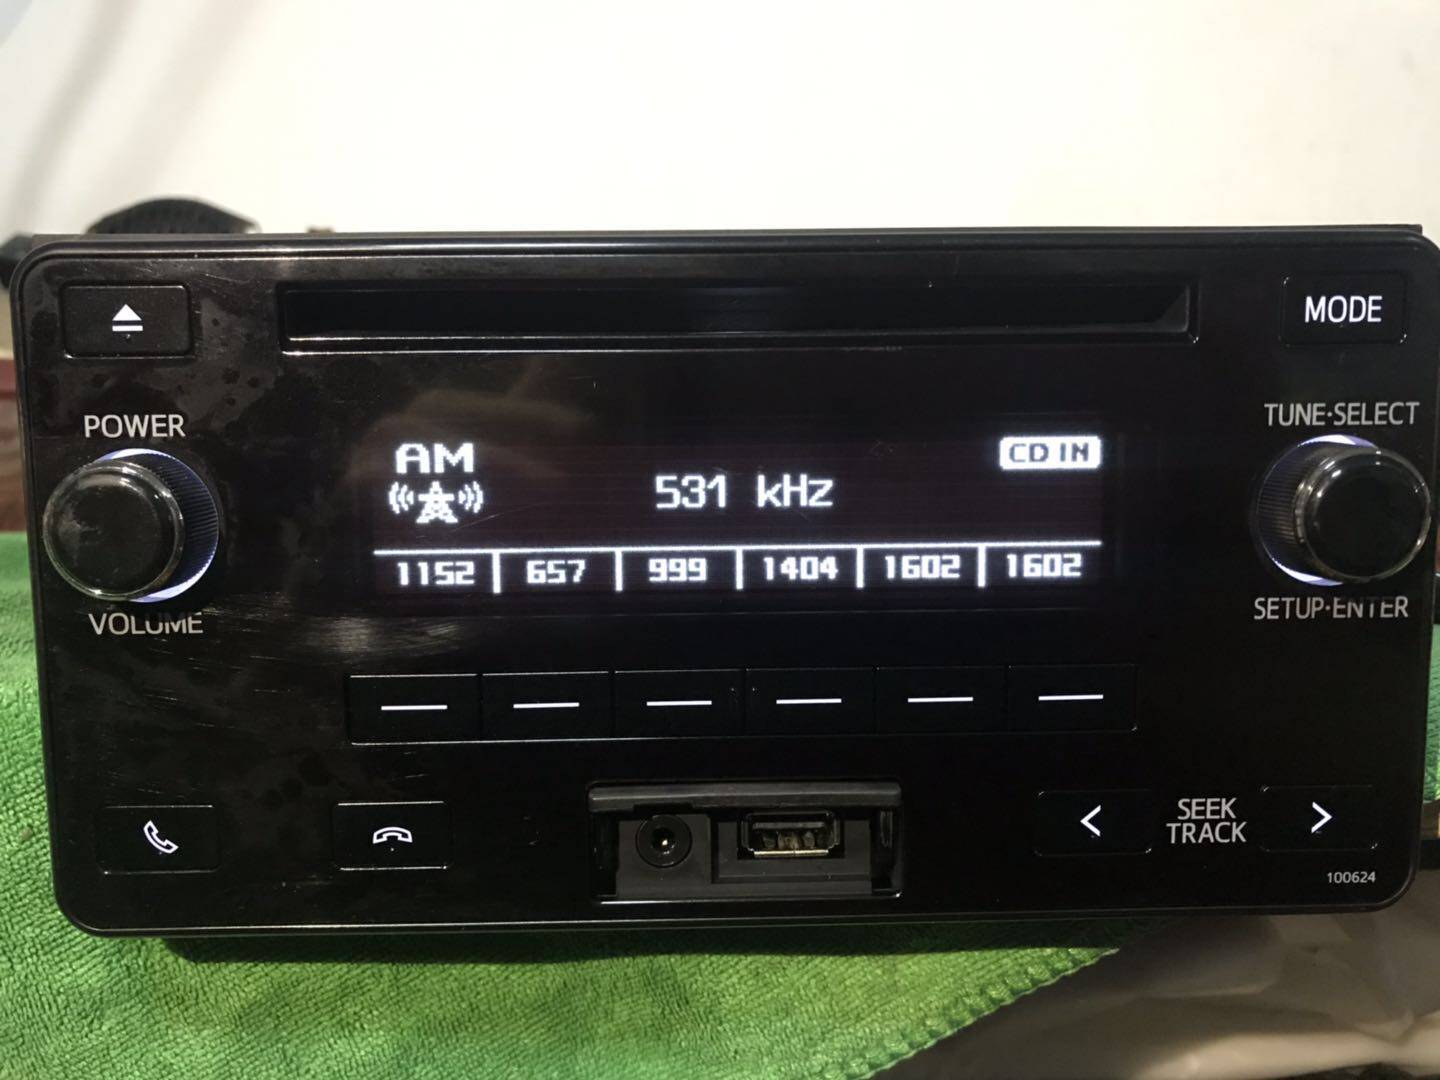 MODE
POWER
TUNE·SELECT
AM
CD IN
531 kHz
1152 657 999 1404 1602 1602
VOLUME
SETUP·ENTER
SEEK
TRACK
100624